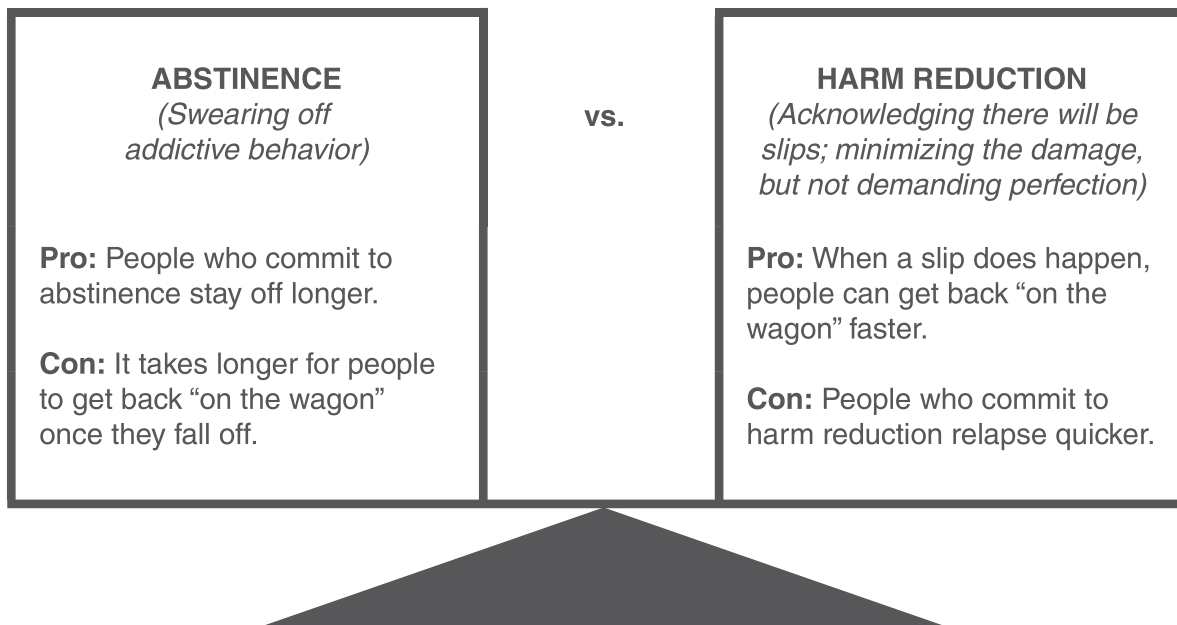 ABSTINENCE
(Swearing off
addictive behavior)
Pro: People who commit to
abstinence stay off longer.
Con: It takes longer for people
to get back “on the wagon”
once they fall off.
vs.
HARM REDUCTION
(Acknowledging there will be
slips; minimizing the damage,
but not demanding perfection)
Pro: When a slip does happen,
people can get back “on the
wagon” faster.
Con: People who commit to
harm reduction relapse quicker.